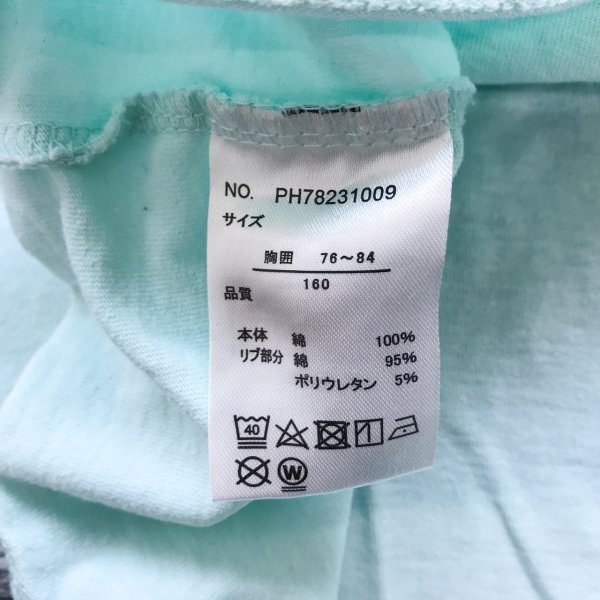 NO. PH78231009
サイズ
胸囲 76～84
160
品質
本体 綿 100%
リブ部分 綿 95%
ポリウレタン 5%
40
W